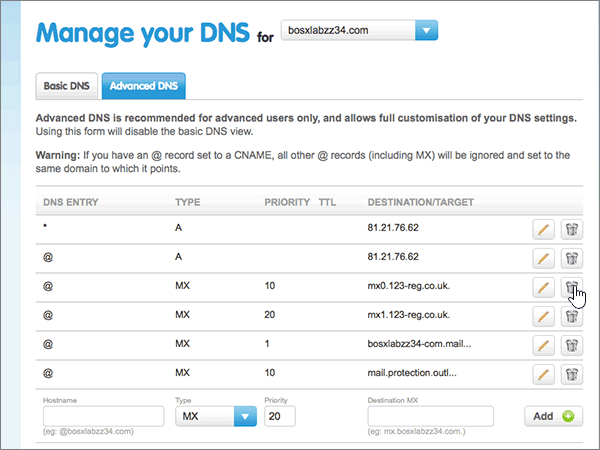 Manage your DNS for bosxlabzz34.com
Basic DNS Advanced DNS
Advanced DNS is recommended for advanced users only, and allows full customisation of your DNS settings.
Using this form will disable the basic DNS view.
Warning: If you have an @ record set to a CNAME, all other @ records (including MX) will be ignored and set to the
same domain to which it points.
DNS ENTRY TYPE PRIORITY TTL DESTINATION/TARGET
* A 81.21.76.62
@ A 81.21.76.62
@ MX 10 mx0.123-reg.co.uk.
@ MX 20 mx1.123-reg.co.uk.
@ MX 1 bosxlabzz34-com.mail...
@ MX 10 mail.protection.outl...
Hostname Type Priority Destination MX
MX 20 Add
(eg: @bosxlabzz34.com) (eg: mx.bosxlabzz34.com.)